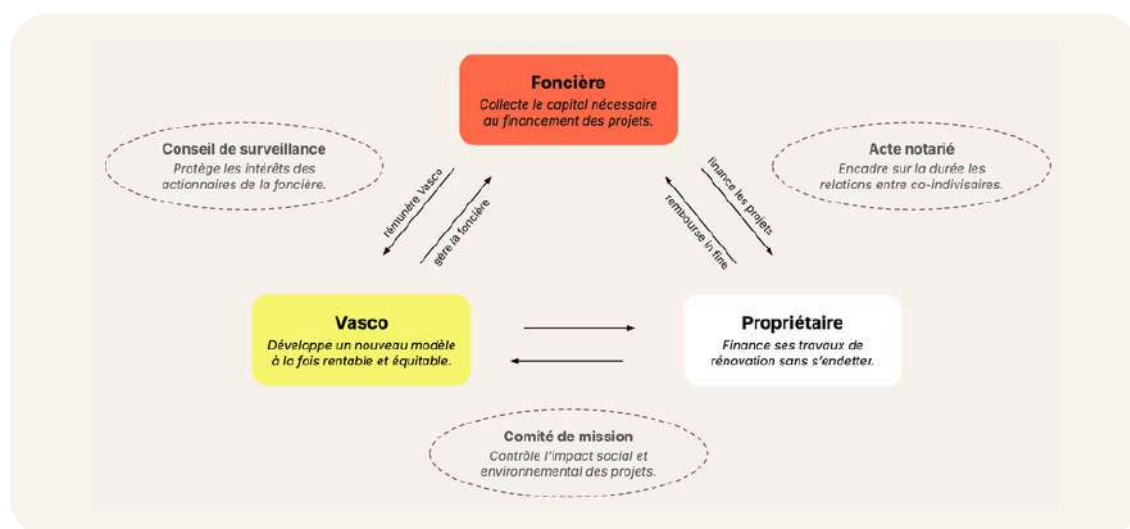 Foncière
Collecte le capital nécessaire
au financement des projets.
Conseil de surveillance
Protège les intérêts des
actionnaires de la foncière.
Acte notarié
Encadre sur la durée les
relations entre co-indivisaires.
rémunère Vasco
gère la foncière
finance les projets
rembourse in fine
Vasco
Développe un nouveau modèle
à la fois rentable et équitable.
Propriétaire
Finance ses travaux de
rénovation sans s'endetter.
Comité de mission
Contrôle l'impact social et
environnemental des projets.